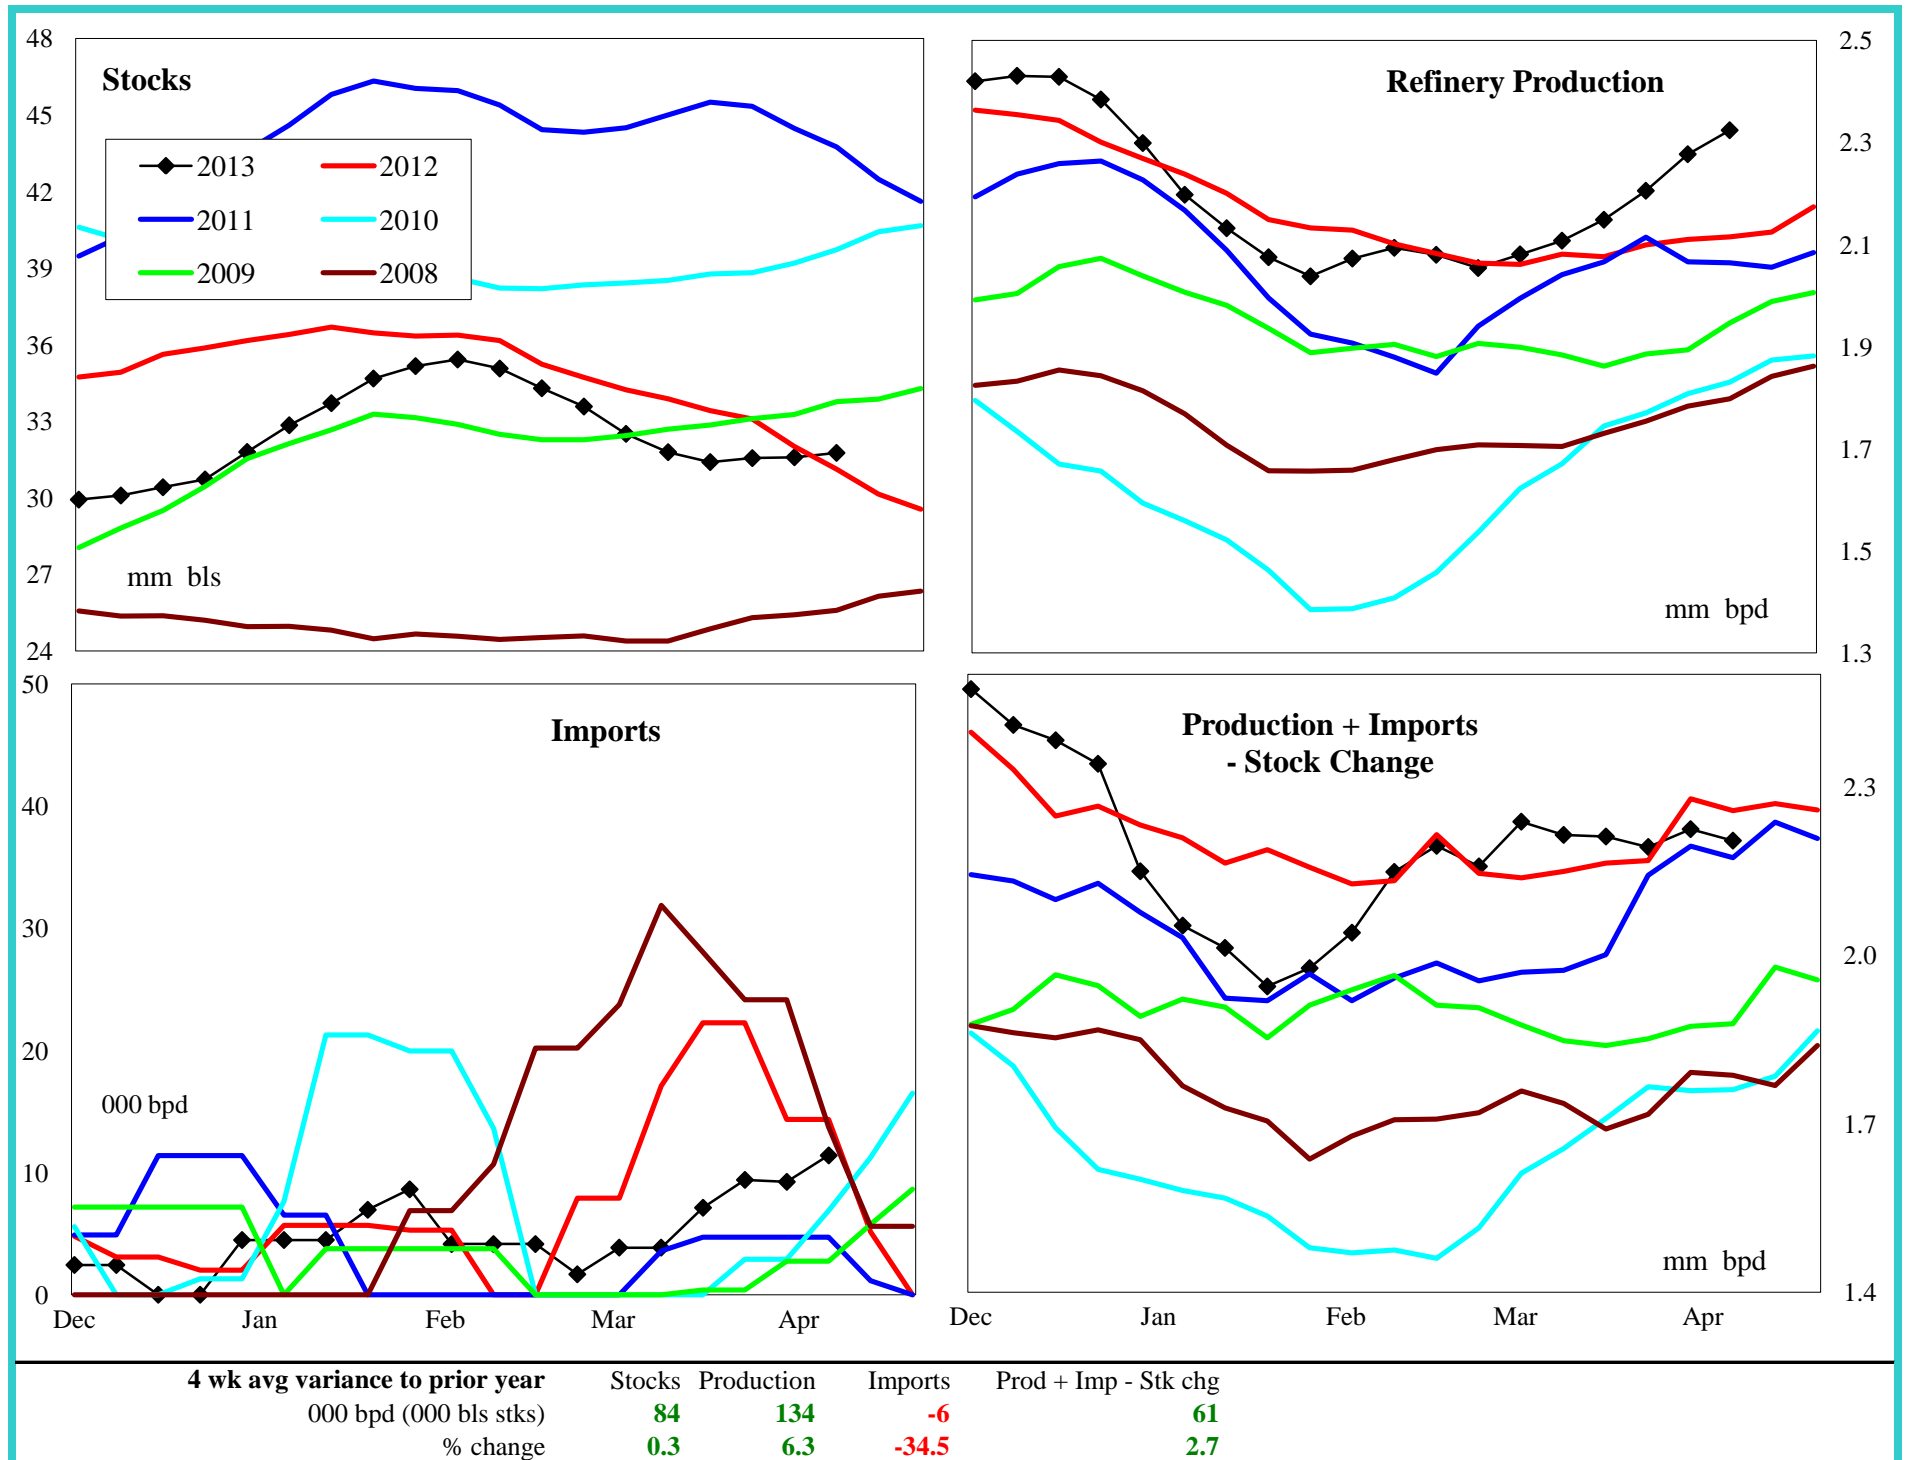 Stocks
48
45
42
39
36
33
30
27
24
2013
2012
2011
2010
2009
2008
mm bls
Refinery Production
2.5
2.3
2.1
1.9
1.7
1.5
1.3
mm bpd
Imports
50
40
30
20
10
0
000 bpd
Dec Jan Feb Mar Apr
Production + Imports
- Stock Change
2.3
2.0
1.7
1.4
mm bpd
Dec Jan Feb Mar Apr
4 wk avg variance to prior year Stocks Production Imports Prod + Imp - Stk chg
000 bpd (000 bls stks) 84 134 -6 61
% change 0.3 6.3 -34.5 2.7